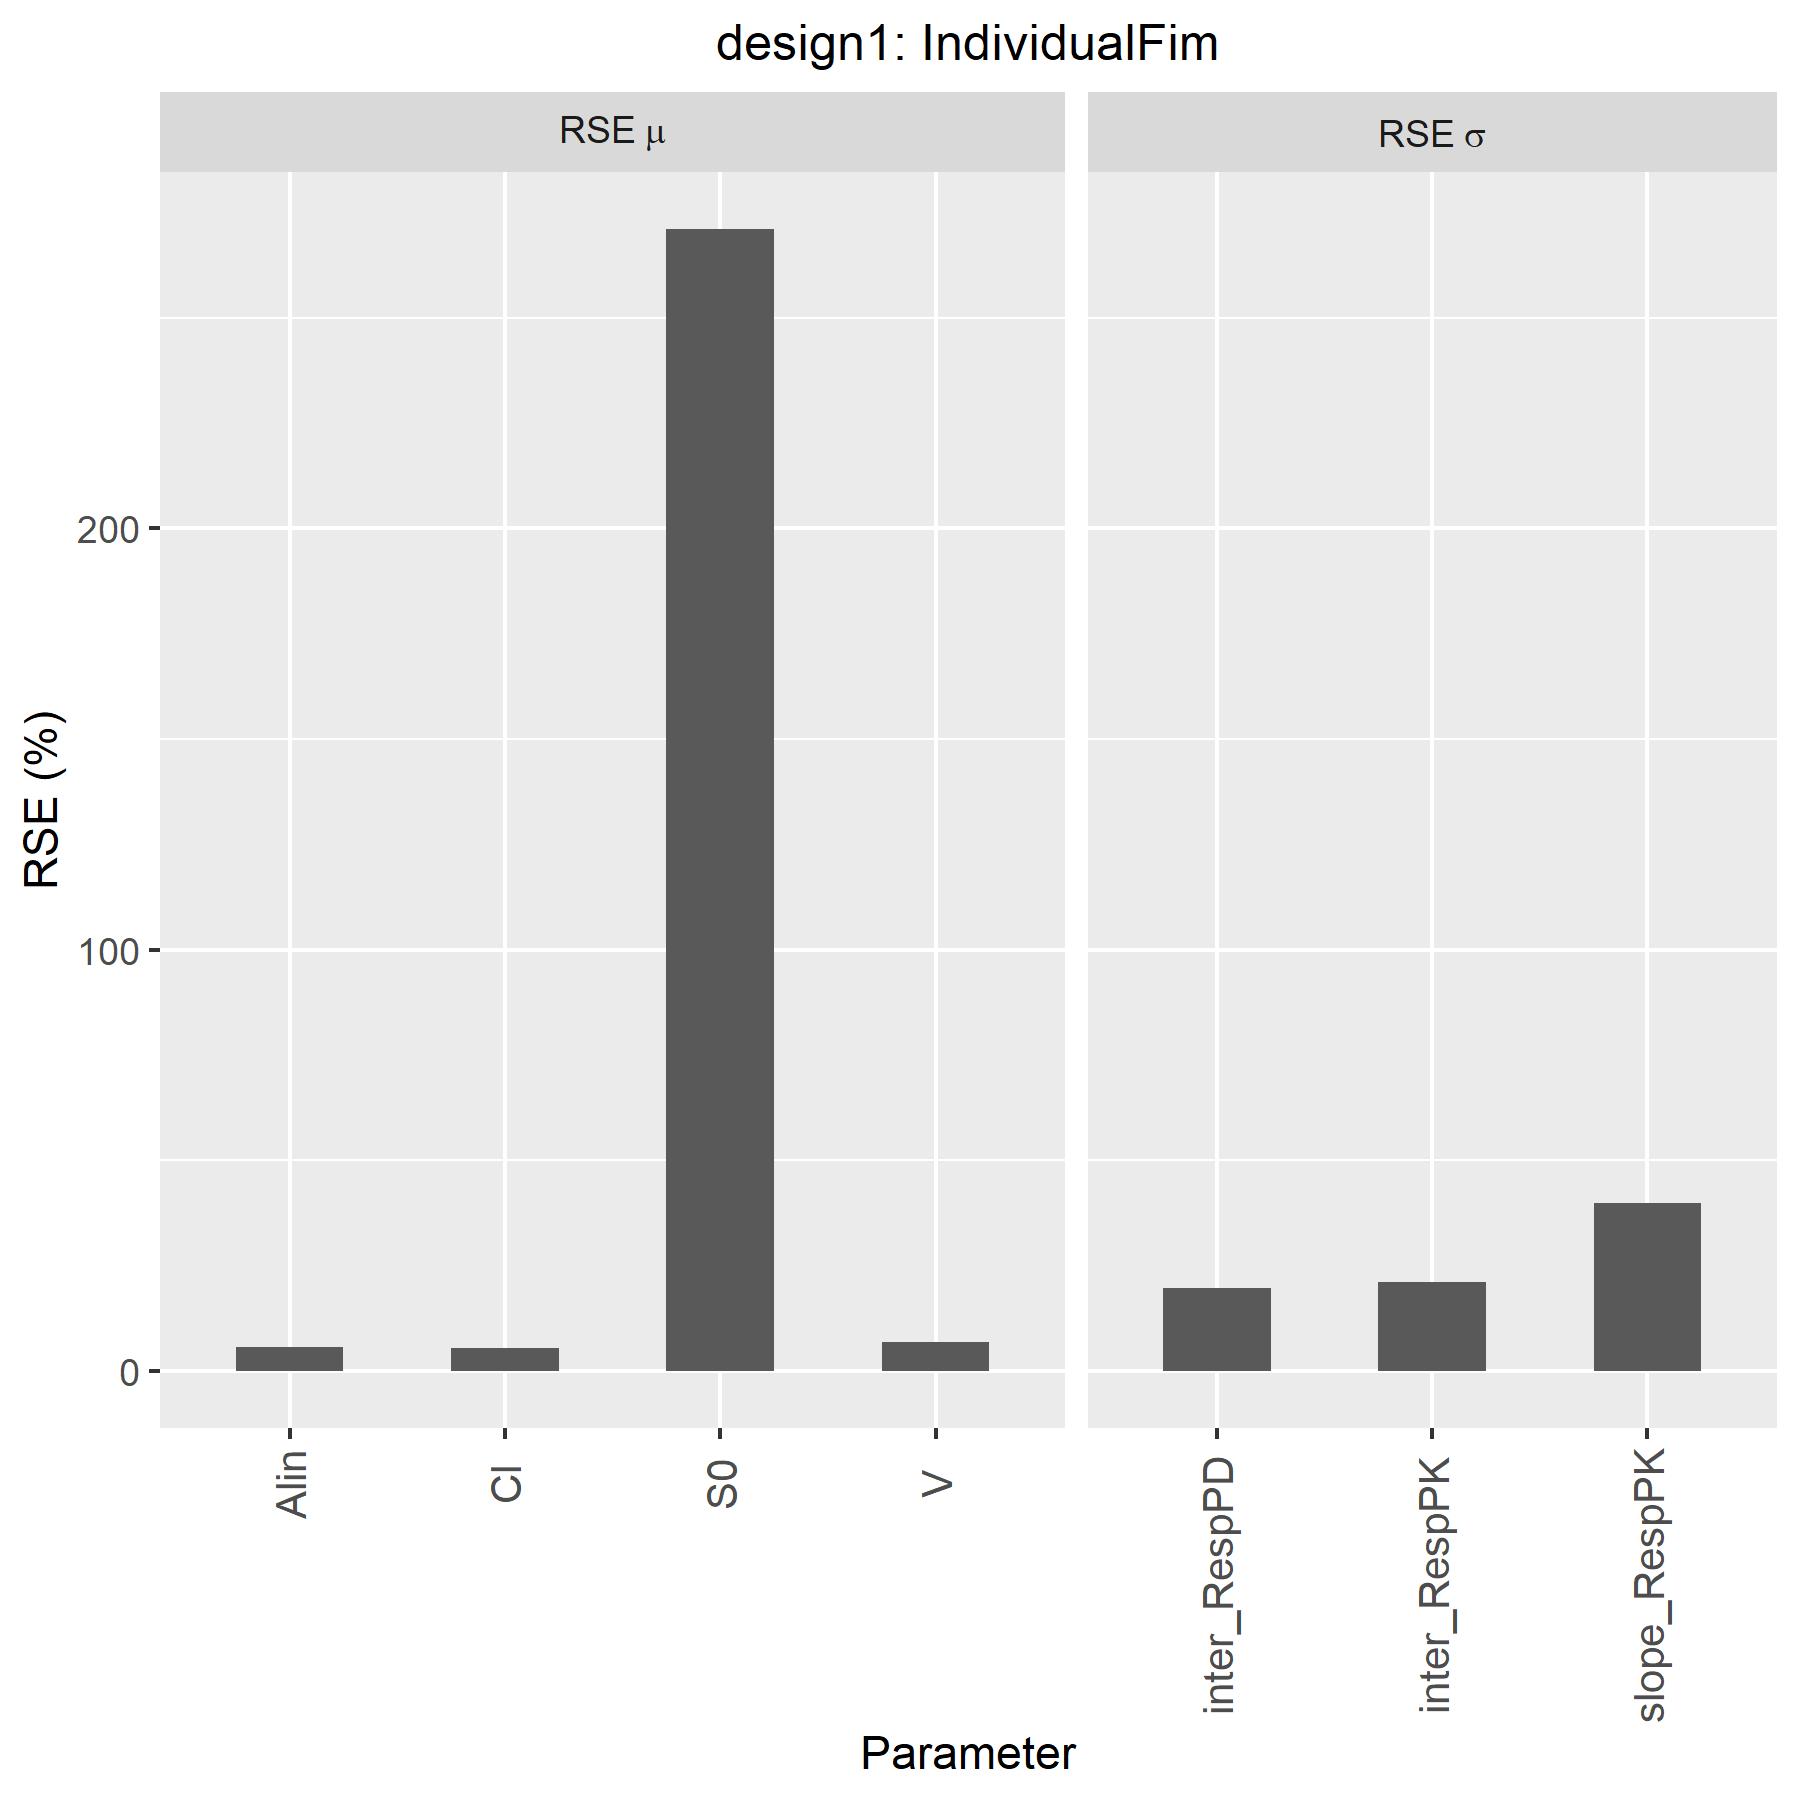 design1: IndividualFim
RSE μ
RSE σ
RSE (%)
200
100
0
Alin
Cl
S0
V
inter_RespPD
inter_RespPK
slope_RespPK
Parameter